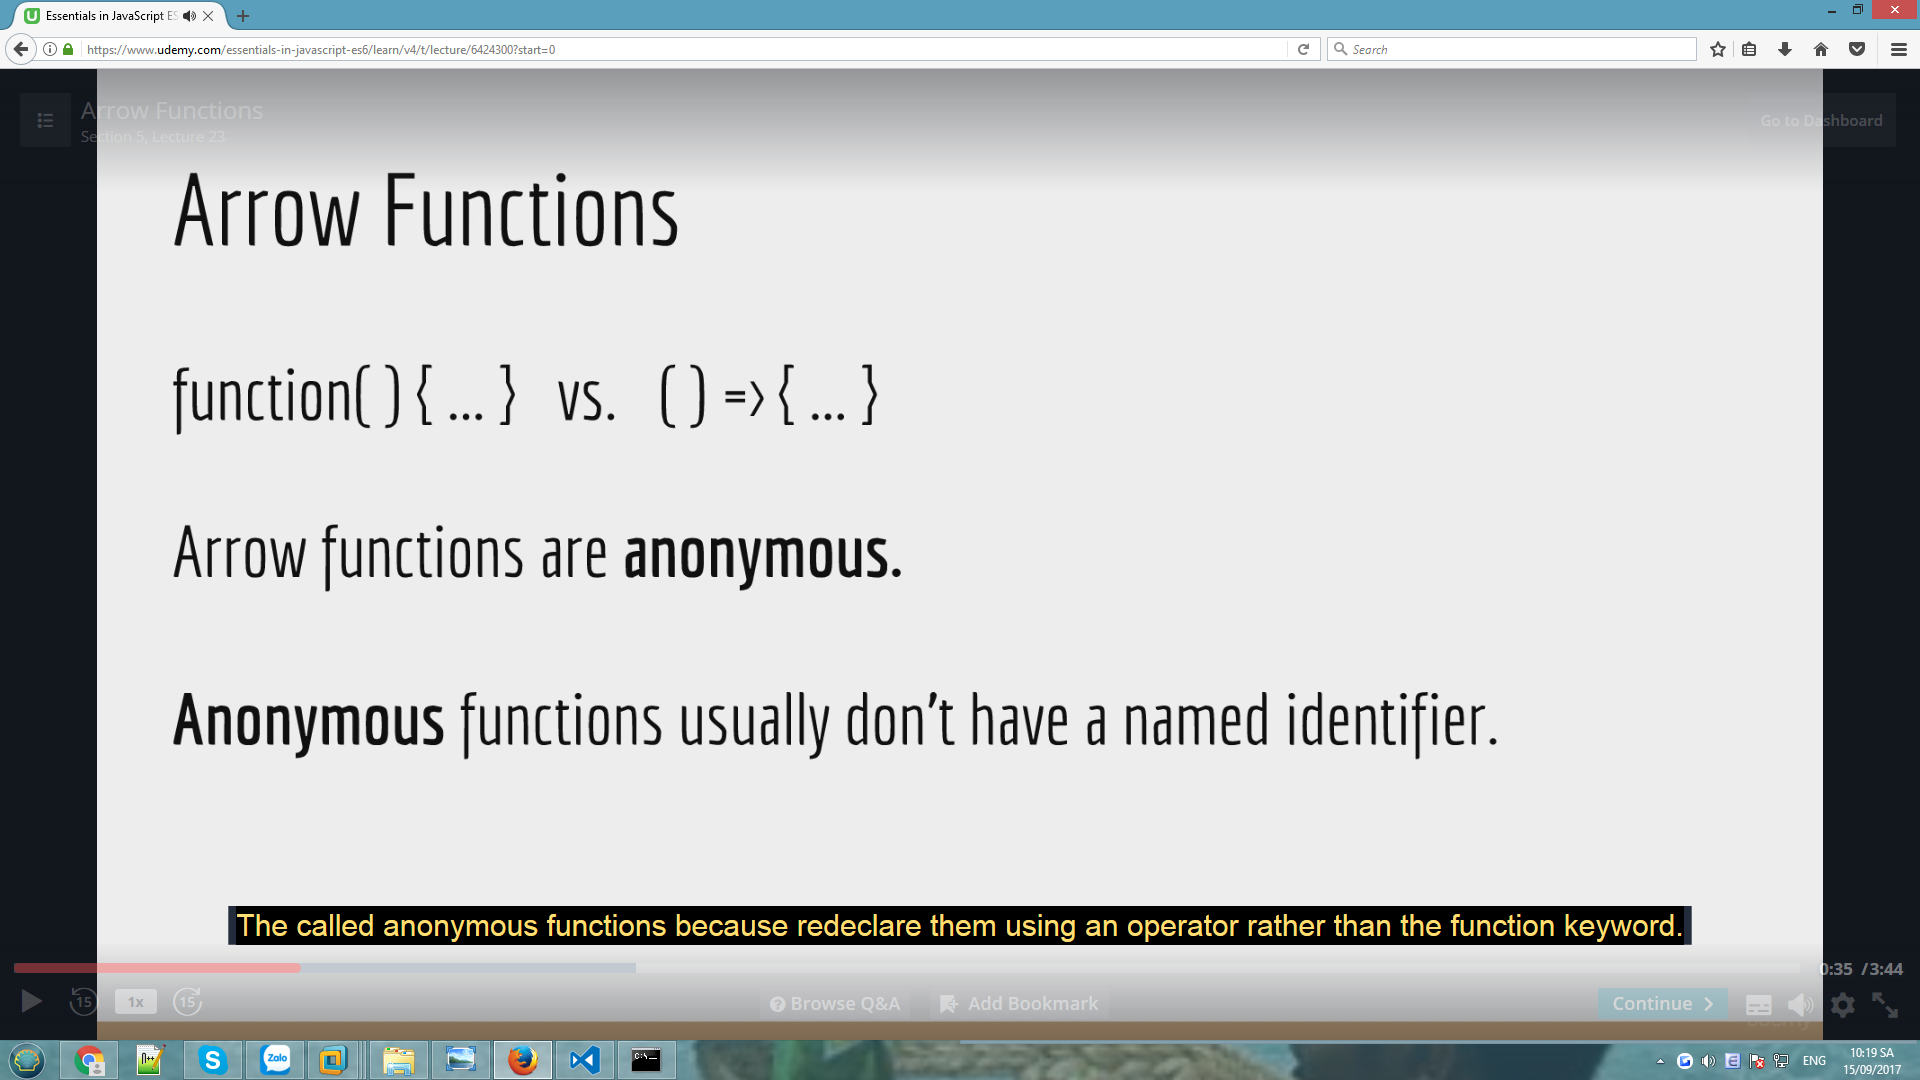 Essentials in JavaScript ES
https://www.udemy.com/essentials-in-javascript-es6/learn/v4/t/lecture/6424300?start=0
Search
Arrow Functions
Section 5, Lecture 23
Go to Dashboard
Arrow Functions
function( ) { ... } vs. ( ) => { ... }
Arrow functions are anonymous.
Anonymous functions usually don't have a named identifier.
The called anonymous functions because redeclare them using an operator rather than the function keyword.
0:35 / 3:44
15
1x
15
Browse Q&A
Add Bookmark
Continue
udemy
Zalo
ENG
10:19 SA
15/09/2017